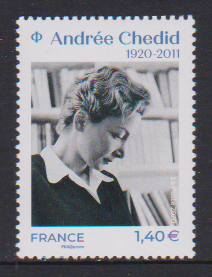 Φ Andrée Chedid
1920-2011
FRANCE
1,40 €